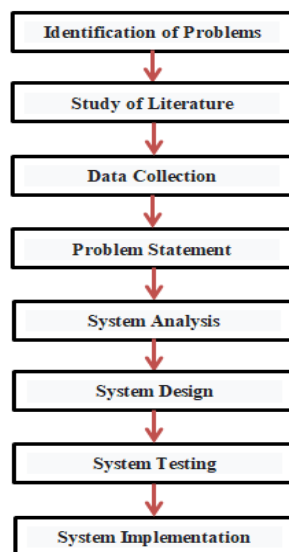 Identification of Problems
Study of Literature
Data Collection
Problem Statement
System Analysis
System Design
System Testing
System Implementation